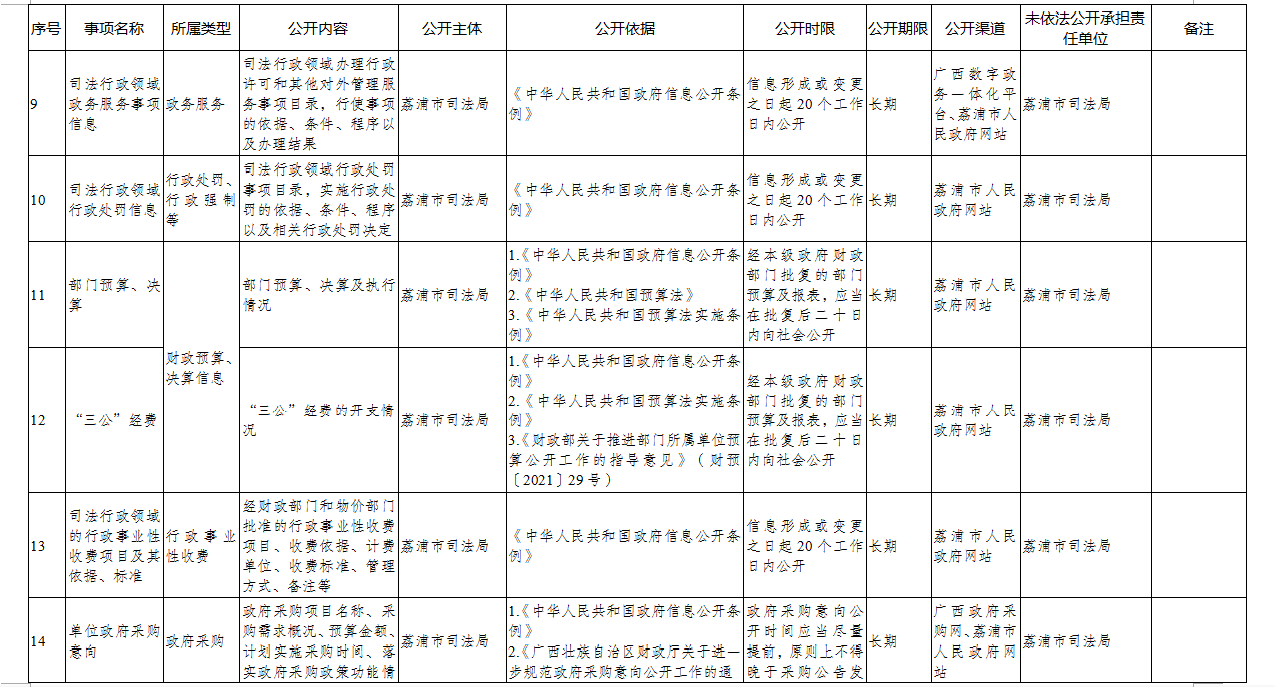 序号 事项名称 所属类型 公开内容 公开主体 公开依据 公开时限 公开期限 公开渠道 未依法公开承担责
任单位 备注
9
司法行政领域
政务服务事项
信息
政务服务
司法行政领域办理行政
许可和其他对外管理服
务事项目录，行使事项
的依据、条件、程序以
及办理结果
荔浦市司法局
《中华人民共和国政府信息公开条
例》
信息形成或变更
之日起20个工作
日内公开
长期
广西数字政
务一体化平
台、荔浦市人
民政府网站
荔浦市司法局
10
司法行政领域
行政处罚信息
行政处罚、
行政强制
等
司法行政领域行政处罚
事项目录，实施行政处
罚的依据、条件、程序
以及相关行政处罚决定
荔浦市司法局
《中华人民共和国政府信息公开条
例》
信息形成或变更
之日起20个工作
日内公开
长期
荔浦市人民
政府网站
荔浦市司法局
11
部门预算、决
算
财政预算、
决算信息
部门预算、决算及执行
情况
荔浦市司法局
1.《中华人民共和国政府信息公开条
例》
2.《中华人民共和国预算法》
3.《中华人民共和国预算法实施条
例》
经本级政府财政
部门批复的部门
预算及报表，应当
在批复后二十日
内向社会公开
长期
荔浦市人民
政府网站
荔浦市司法局
12
“三公”经费
“三公”经费的开支情
况
荔浦市司法局
1.《中华人民共和国政府信息公开条
例》
2.《中华人民共和国预算法实施条
例》
3.《财政部关于推进部门所属单位预
算公开工作的指导意见》（财预
〔2021〕29号）
经本级政府财政
部门批复的部门
预算及报表，应当
在批复后二十日
内向社会公开
长期
荔浦市人民
政府网站
荔浦市司法局
13
司法行政领域
的行政事业性
收费项目及其
依据、标准
行政事业
性收费
经财政部门和物价部门
批准的行政事业性收费
项目、收费依据、计费
单位、收费标准、管理
方式、备注等
荔浦市司法局
《中华人民共和国政府信息公开条
例》
信息形成或变更
之日起20个工作
日内公开
长期
荔浦市人民
政府网站
荔浦市司法局
14
单位政府采购
意向
政府采购
政府采购项目名称、采
购需求概况、预算金额、
计划实施采购时间、落
实政府采购政策功能情
荔浦市司法局
1.《中华人民共和国政府信息公开条
例》
2.《广西壮族自治区财政厅关于进一
步规范政府采购意向公开工作的通
政府采购意向公
开时间应当尽量
提前，原则上不得
晚于采购公告发
长期
广西政府采
购网、荔浦市
人民政府网
站
荔浦市司法局